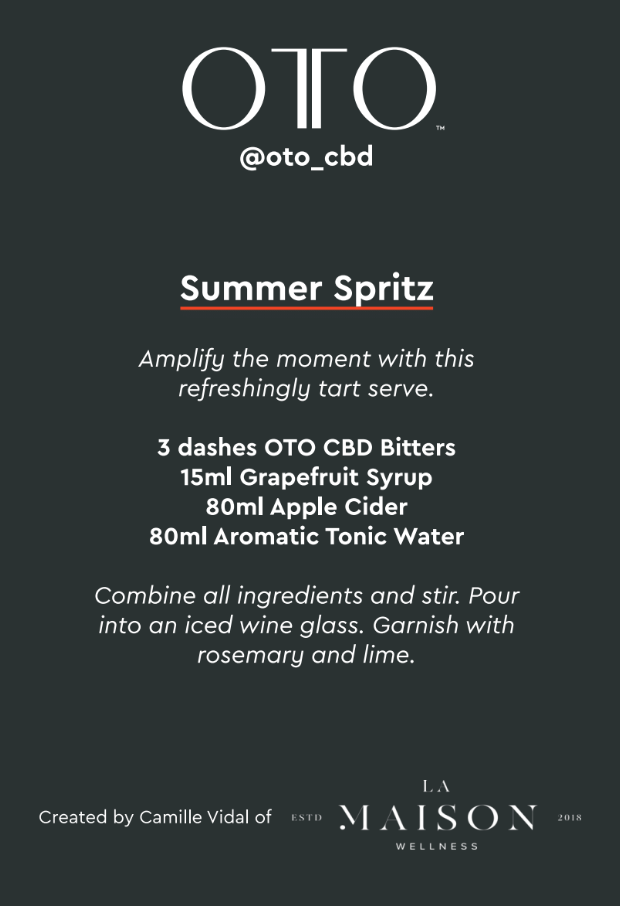 OTO™
@oto_cbd
Summer Spritz
Amplify the moment with this
refreshingly tart serve.
3 dashes OTO CBD Bitters
15ml Grapefruit Syrup
80ml Apple Cider
80ml Aromatic Tonic Water
Combine all ingredients and stir. Pour
into an iced wine glass. Garnish with
rosemary and lime.
LA
Created by Camille Vidal of ESTD MAISON 2018
WELLNESS